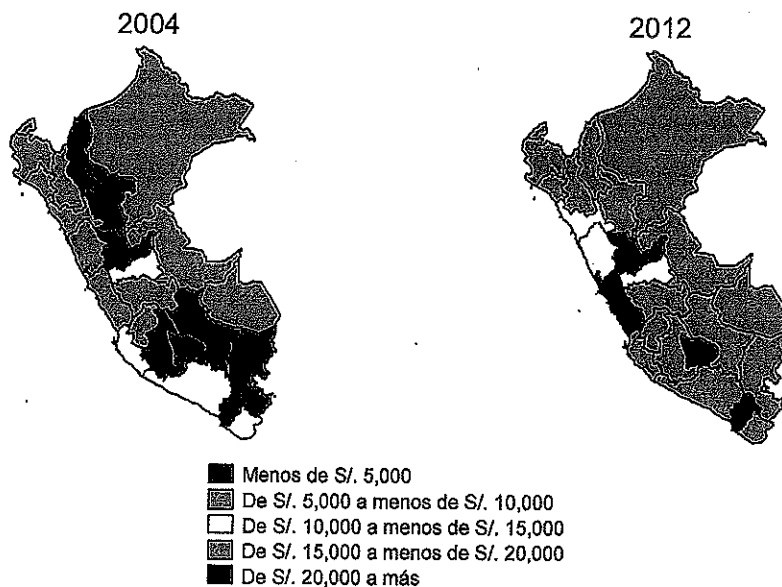 2004
2012
Menos de S/. 5,000
De S/. 5,000 a menos de S/. 10,000
De S/. 10,000 a menos de S/. 15,000
De S/. 15,000 a menos de S/. 20,000
De S/. 20,000 a más